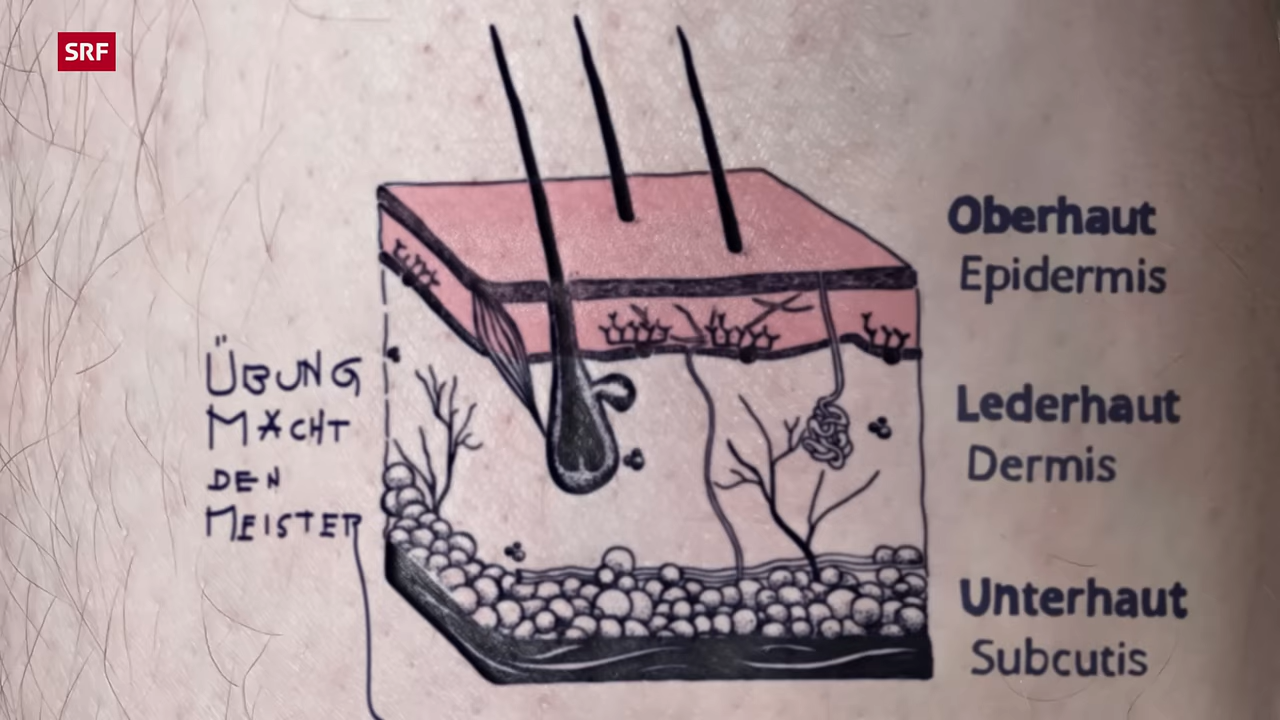 SRF
Oberhaut
Epidermis
ÜBUNG
MACHT
DEN
MEISTER
Lederhaut
Dermis
Unterhaut
Subcutis